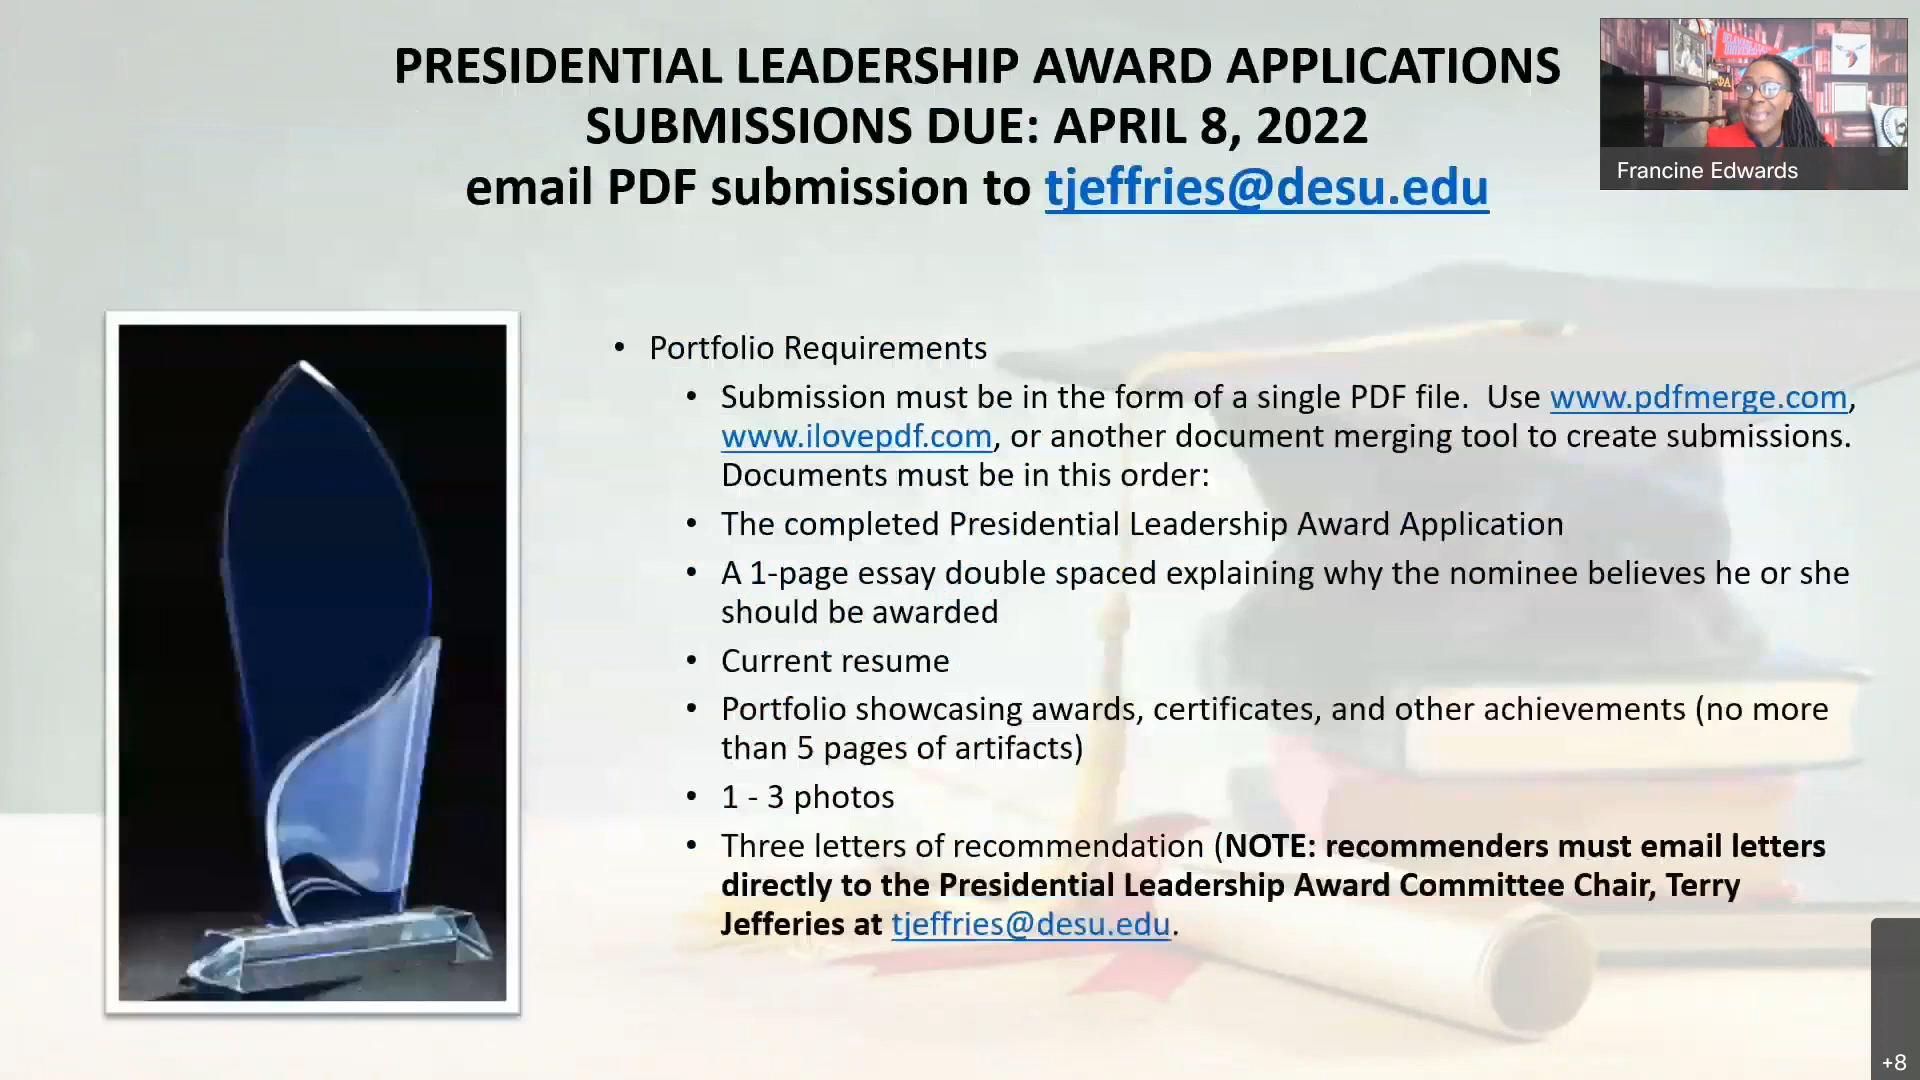 PRESIDENTIAL LEADERSHIP AWARD APPLICATIONS
SUBMISSIONS DUE: APRIL 8, 2022
email PDF submission to tjeffries@desu.edu
Francine Edwards
• Portfolio Requirements
• Submission must be in the form of a single PDF file.  Use www.pdfmerge.com,
www.ilovepdf.com, or another document merging tool to create submissions.
Documents must be in this order:
• The completed Presidential Leadership Award Application
• A 1-page essay double spaced explaining why the nominee believes he or she
should be awarded
• Current resume
• Portfolio showcasing awards, certificates, and other achievements (no more
than 5 pages of artifacts)
• 1 - 3 photos
• Three letters of recommendation (NOTE: recommenders must email letters
directly to the Presidential Leadership Award Committee Chair, Terry
Jefferies at tjeffries@desu.edu.
+8